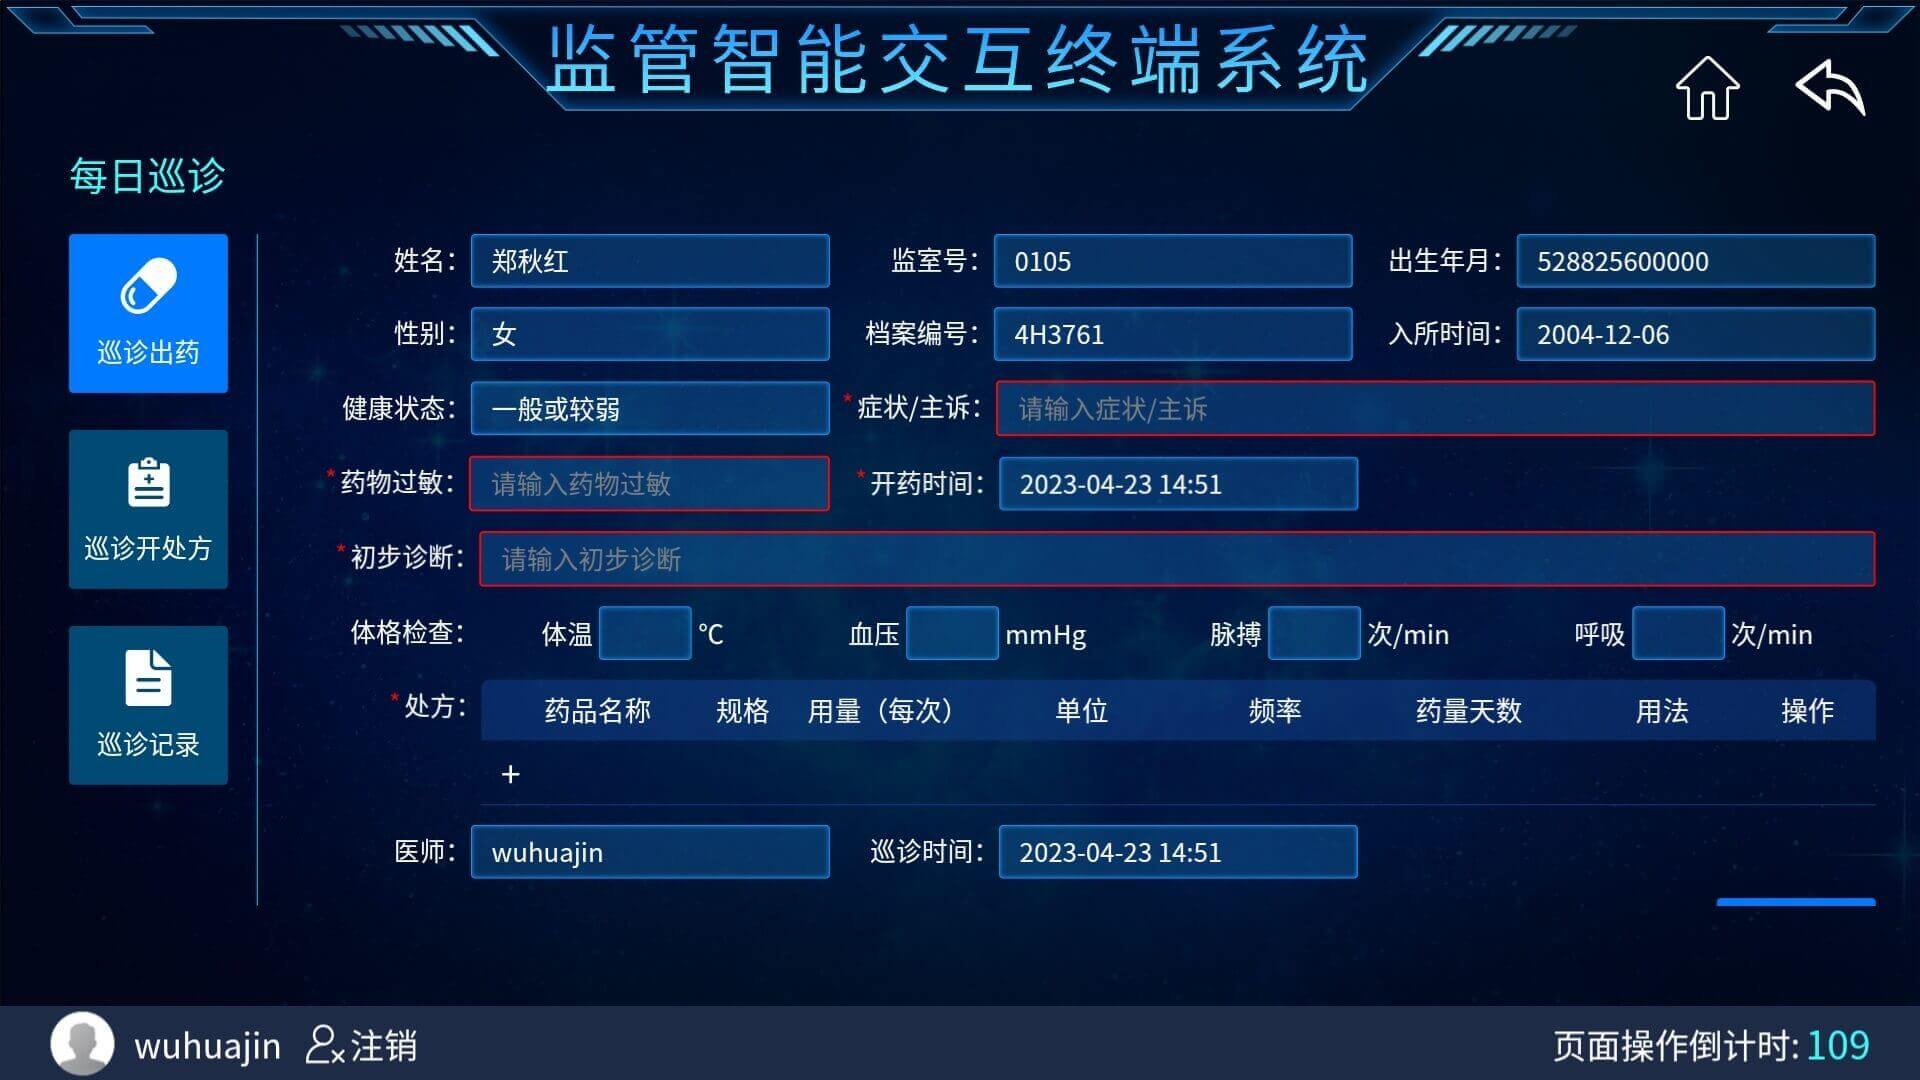 监管智能交互终端系统
每日巡诊
巡诊出药
巡诊开处方
巡诊记录
姓名： 郑秋红 监室号： 0105 出生年月： 528825600000
性别： 女 档案编号： 4H3761 入所时间： 2004-12-06
健康状态： 一般或较弱 *症状/主诉： 请输入症状/主诉
*药物过敏： 请输入药物过敏 *开药时间： 2023-04-23 14:51
*初步诊断： 请输入初步诊断
体格检查： 体温 ℃ 血压 mmHg 脉搏 次/min 呼吸 次/min
*处方： 药品名称 规格 用量（每次） 单位 频率 药量天数 用法 操作
+
医师： wuhuajin 巡诊时间： 2023-04-23 14:51
wuhuajin 注销 页面操作倒计时: 109